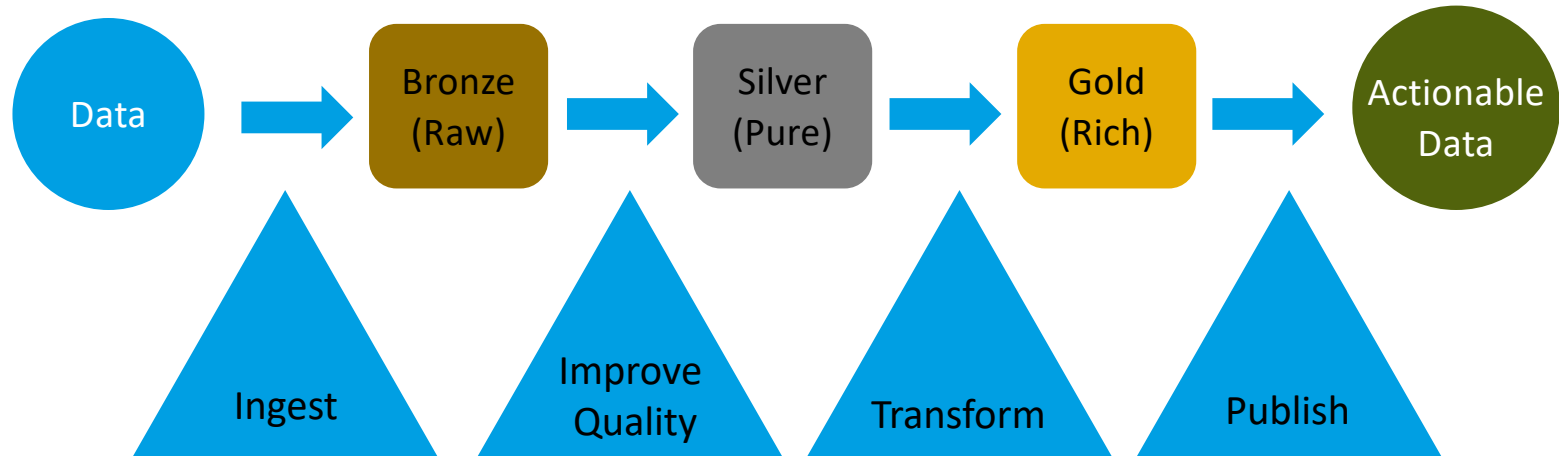 Data
Bronze
(Raw)
Silver
(Pure)
Gold
(Rich)
Actionable
Data
Ingest
Improve
Quality
Transform
Publish